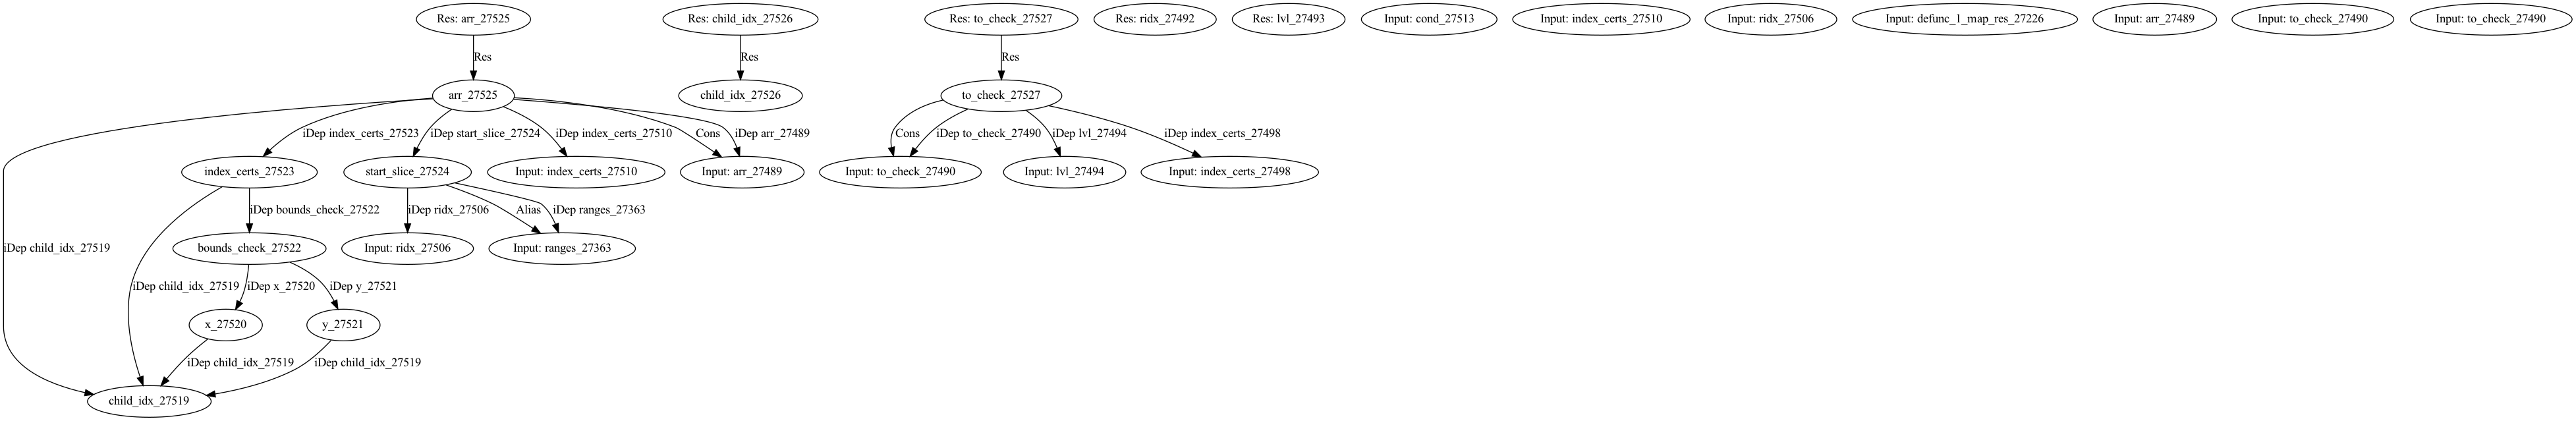 Res: arr_27525
Res: child_idx_27526
Res: to_check_27527
Res: ridx_27492
Res: lvl_27493
Input: cond_27513
Input: index_certs_27510
Input: ridx_27506
Input: defunc_1_map_res_27226
Input: arr_27489
Input: to_check_27490
Input: to_check_27490
Res
Res
Res
arr_27525
child_idx_27526
to_check_27527
iDep index_certs_27523
iDep start_slice_27524
iDep index_certs_27510
Cons
iDep arr_27489
Cons
iDep to_check_27490
iDep lvl_27494
iDep index_certs_27498
index_certs_27523
start_slice_27524
Input: index_certs_27510
Input: arr_27489
Input: to_check_27490
Input: lvl_27494
Input: index_certs_27498
iDep bounds_check_27522
iDep ridx_27506
Alias
iDep ranges_27363
iDep child_idx_27519
bounds_check_27522
Input: ridx_27506
Input: ranges_27363
iDep child_idx_27519
iDep x_27520
iDep y_27521
x_27520
y_27521
iDep child_idx_27519
iDep child_idx_27519
child_idx_27519